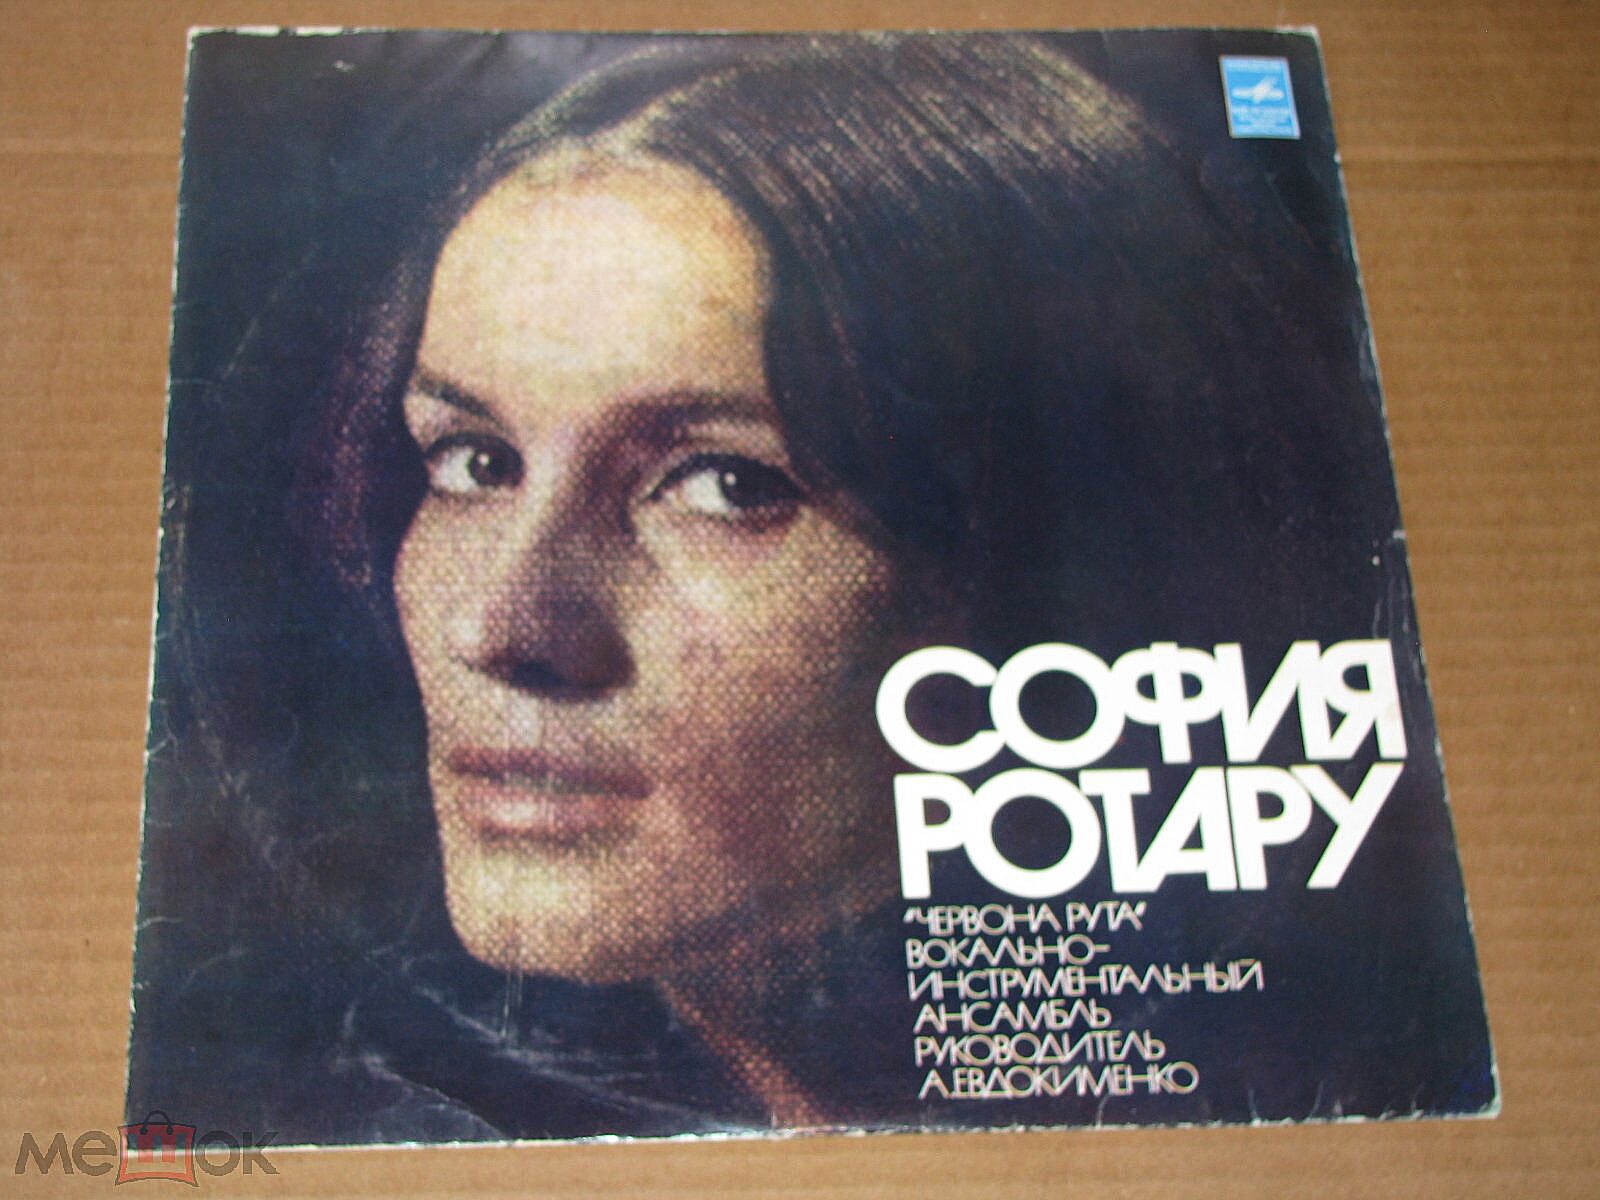 СОФИЯ
РОТАРУ
"ЧЕРВОНА РУТА"
ВОКАЛЬНО-
ИНСТРУМЕНТАЛЬНЫЙ
АНСАМБЛЬ
РУКОВОДИТЕЛЬ
А.ЕВДОКИМЕНКО
мешок